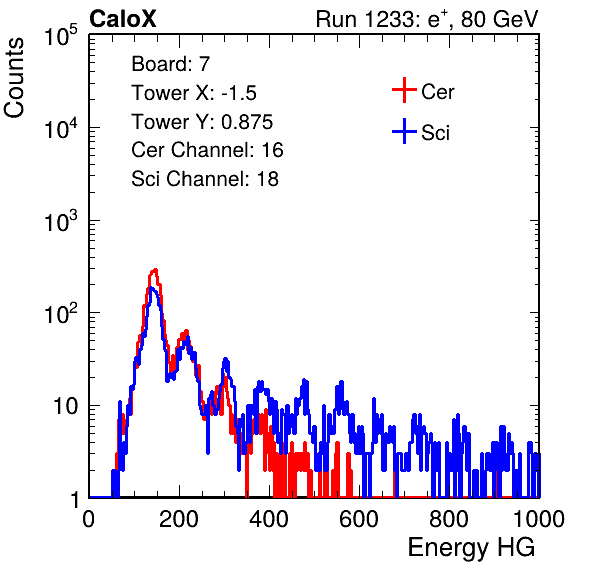 CaloX Run 1233: e⁺, 80 GeV
Counts
10⁵
10⁴
10³
10²
10
1
Board: 7
Tower X: -1.5
Tower Y: 0.875
Cer Channel: 16
Sci Channel: 18
Cer
Sci
0 200 400 600 800 1000
Energy HG